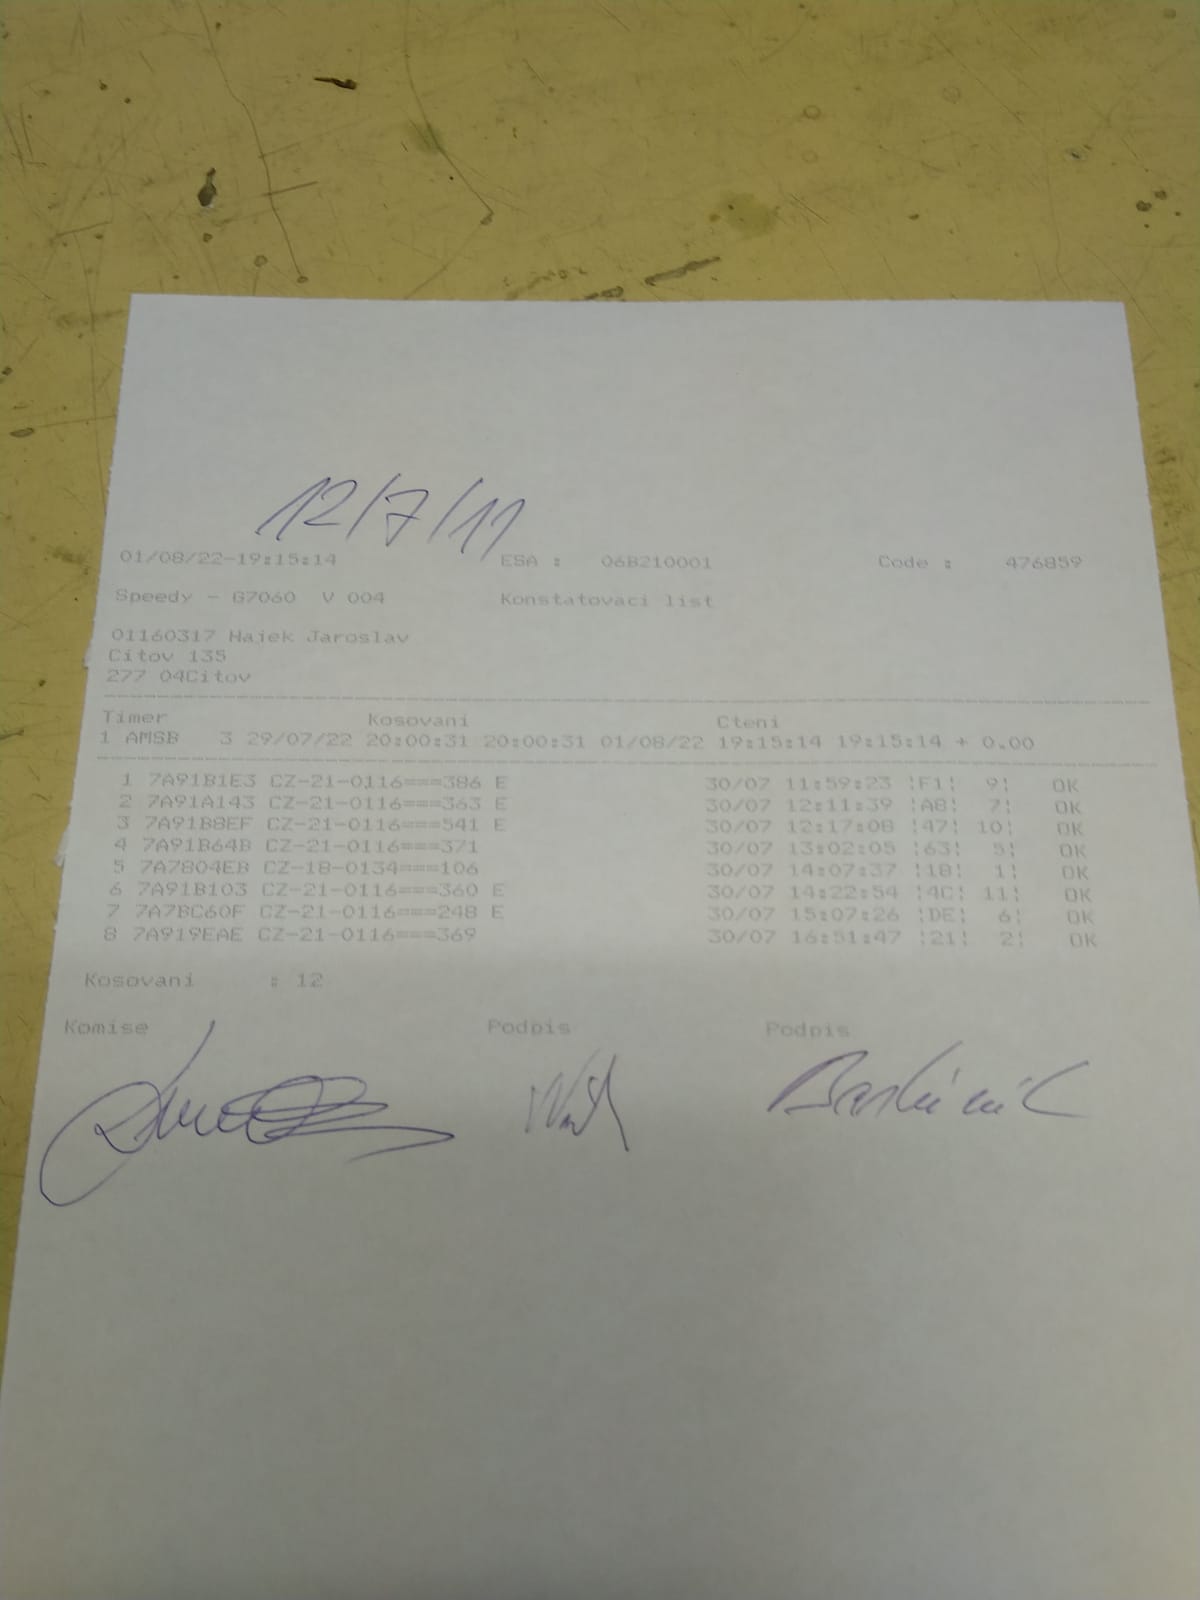 12/7/11
01/08/22-19:15:14 ESA : 06B210001 Code : 476859
Speedy - G7060 V 004 Konstatovaci list
01160317 Hajek Jaroslav
Citov 135
277 04Citov
Timer Kosovani Cteni
1 AMSB 3 29/07/22 20:00:31 20:00:31 01/08/22 19:15:14 19:15:14 + 0.00
1 7A91B1E3 CZ-21-0116===386 E 30/07 11:59:23 ¦F1¦ 9¦ OK
2 7A91A143 CZ-21-0116===363 E 30/07 12:11:39 ¦A8¦ 7¦ OK
3 7A91B8EF CZ-21-0116===541 E 30/07 12:17:08 ¦47¦ 10¦ OK
4 7A91B64B CZ-21-0116===371 30/07 13:02:05 ¦63¦ 5¦ OK
5 7A7804EB CZ-18-0134===106 30/07 14:07:37 ¦18¦ 1¦ OK
6 7A91B103 CZ-21-0116===360 E 30/07 14:22:54 ¦4C¦ 11¦ OK
7 7A7BC60F CZ-21-0116===248 E 30/07 15:07:26 ¦DE¦ 6¦ OK
8 7A919EAE CZ-21-0116===369 30/07 16:51:47 ¦21¦ 2¦ OK
Kosovani : 12
Komise Podpis Podpis